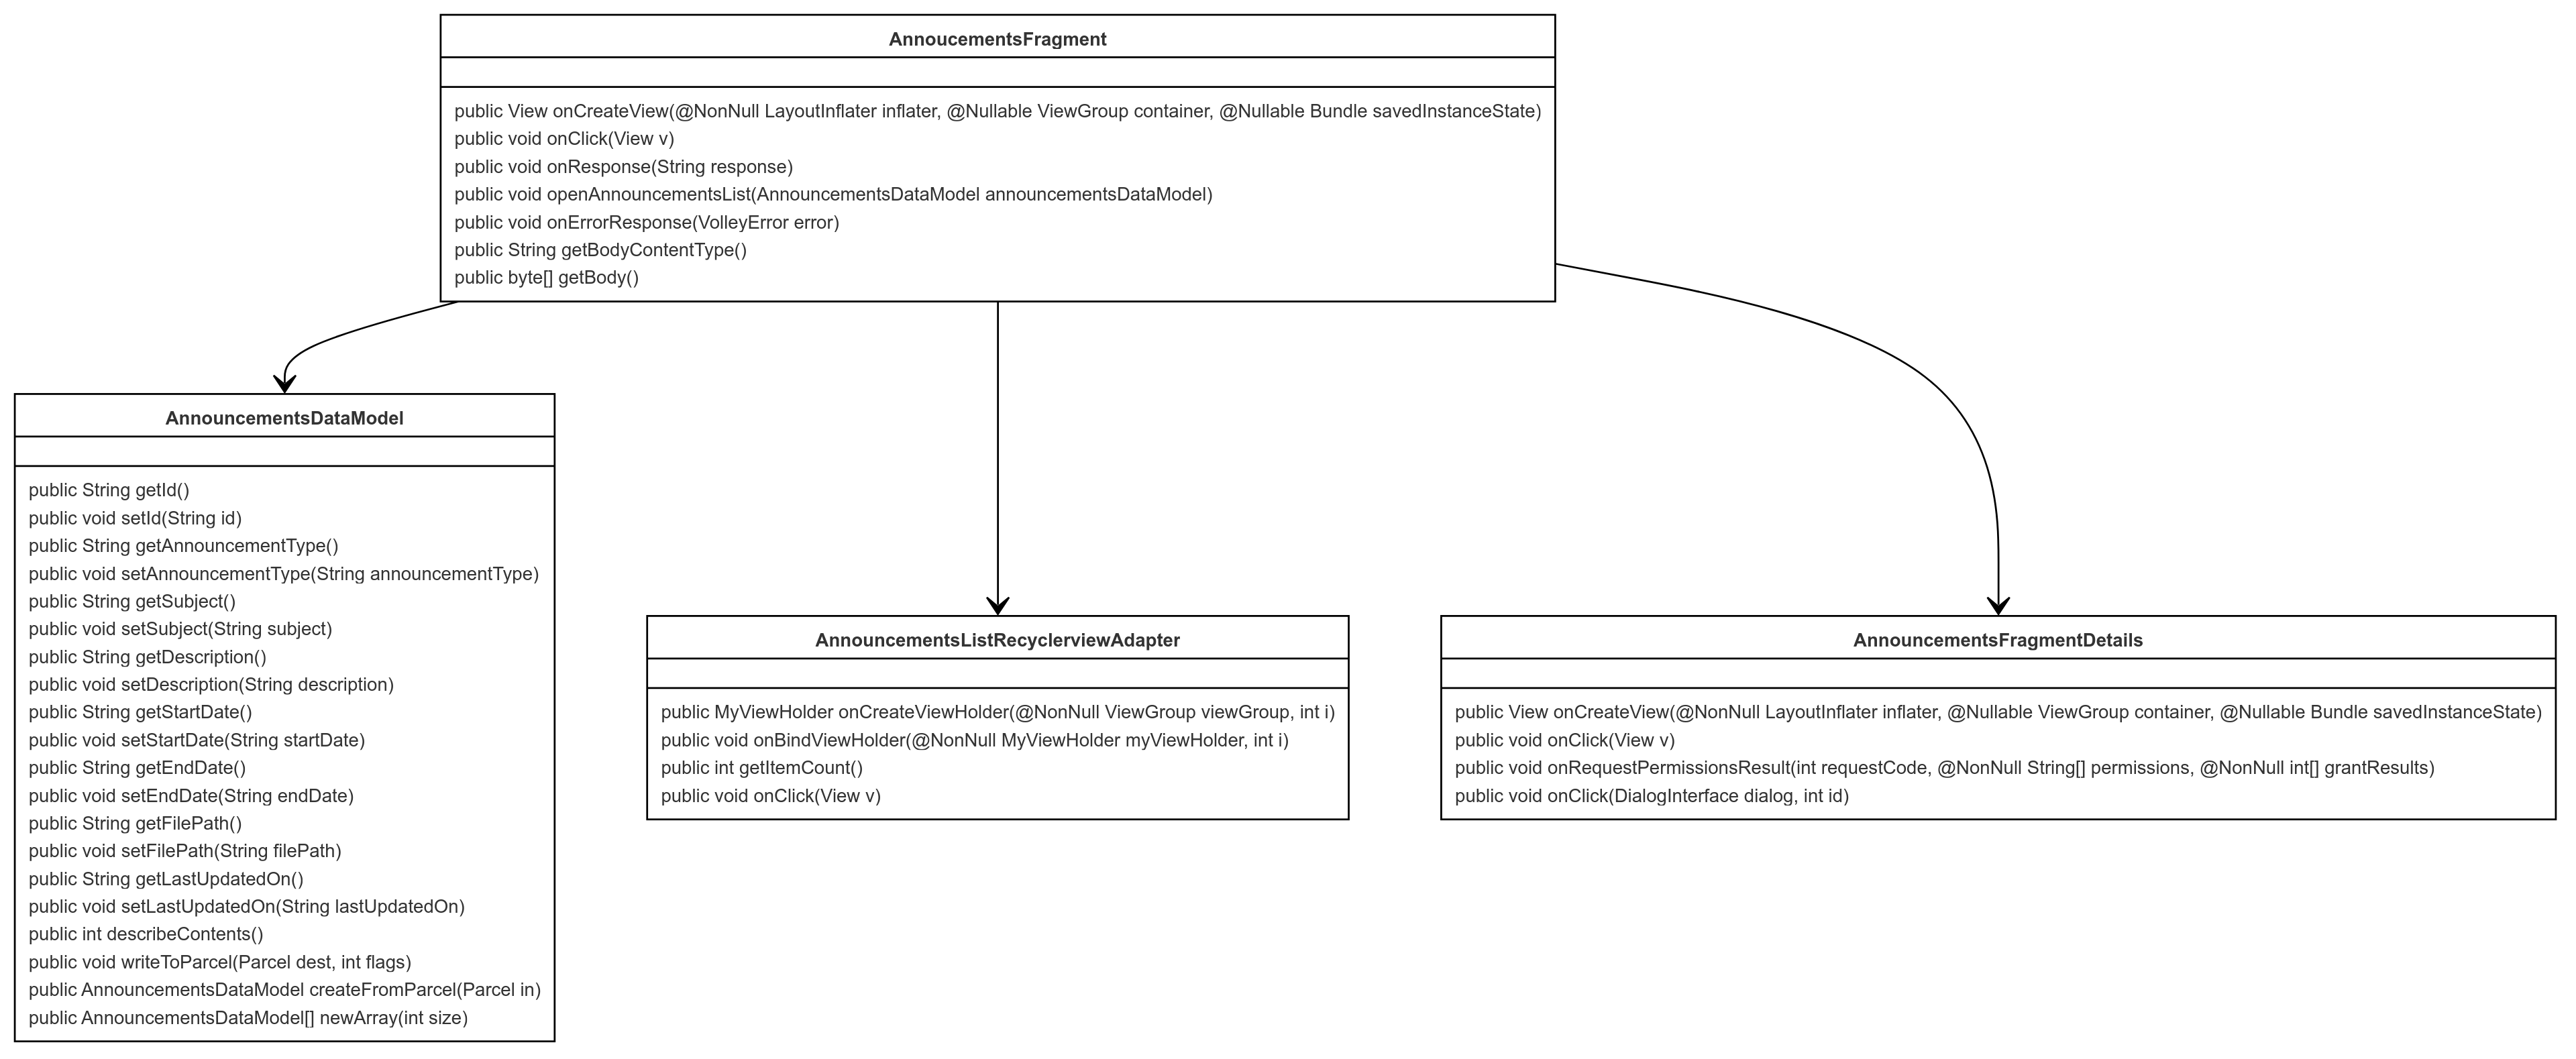 AnnoucementsFragment
public View onCreateView(@NonNull LayoutInflater inflater, @Nullable ViewGroup container, @Nullable Bundle savedInstanceState)
public void onClick(View v)
public void onResponse(String response)
public void openAnnouncementsList(AnnouncementsDataModel announcementsDataModel)
public void onErrorResponse(VolleyError error)
public String getBodyContentType()
public byte[] getBody()
AnnouncementsDataModel
public String getId()
public void setId(String id)
public String getAnnouncementType()
public void setAnnouncementType(String announcementType)
public String getSubject()
public void setSubject(String subject)
public String getDescription()
public void setDescription(String description)
public String getStartDate()
public void setStartDate(String startDate)
public String getEndDate()
public void setEndDate(String endDate)
public String getFilePath()
public void setFilePath(String filePath)
public String getLastUpdatedOn()
public void setLastUpdatedOn(String lastUpdatedOn)
public int describeContents()
public void writeToParcel(Parcel dest, int flags)
public AnnouncementsDataModel createFromParcel(Parcel in)
public AnnouncementsDataModel[] newArray(int size)
AnnouncementsListRecyclerviewAdapter
public MyViewHolder onCreateViewHolder(@NonNull ViewGroup viewGroup, int i)
public void onBindViewHolder(@NonNull MyViewHolder myViewHolder, int i)
public int getItemCount()
public void onClick(View v)
AnnouncementsFragmentDetails
public View onCreateView(@NonNull LayoutInflater inflater, @Nullable ViewGroup container, @Nullable Bundle savedInstanceState)
public void onClick(View v)
public void onRequestPermissionsResult(int requestCode, @NonNull String[] permissions, @NonNull int[] grantResults)
public void onClick(DialogInterface dialog, int id)